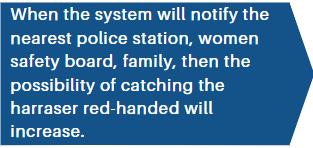 When the system will notify the
nearest police station, women
safety board, family, then the
possibility of catching the
harraser red-handed will
increase.